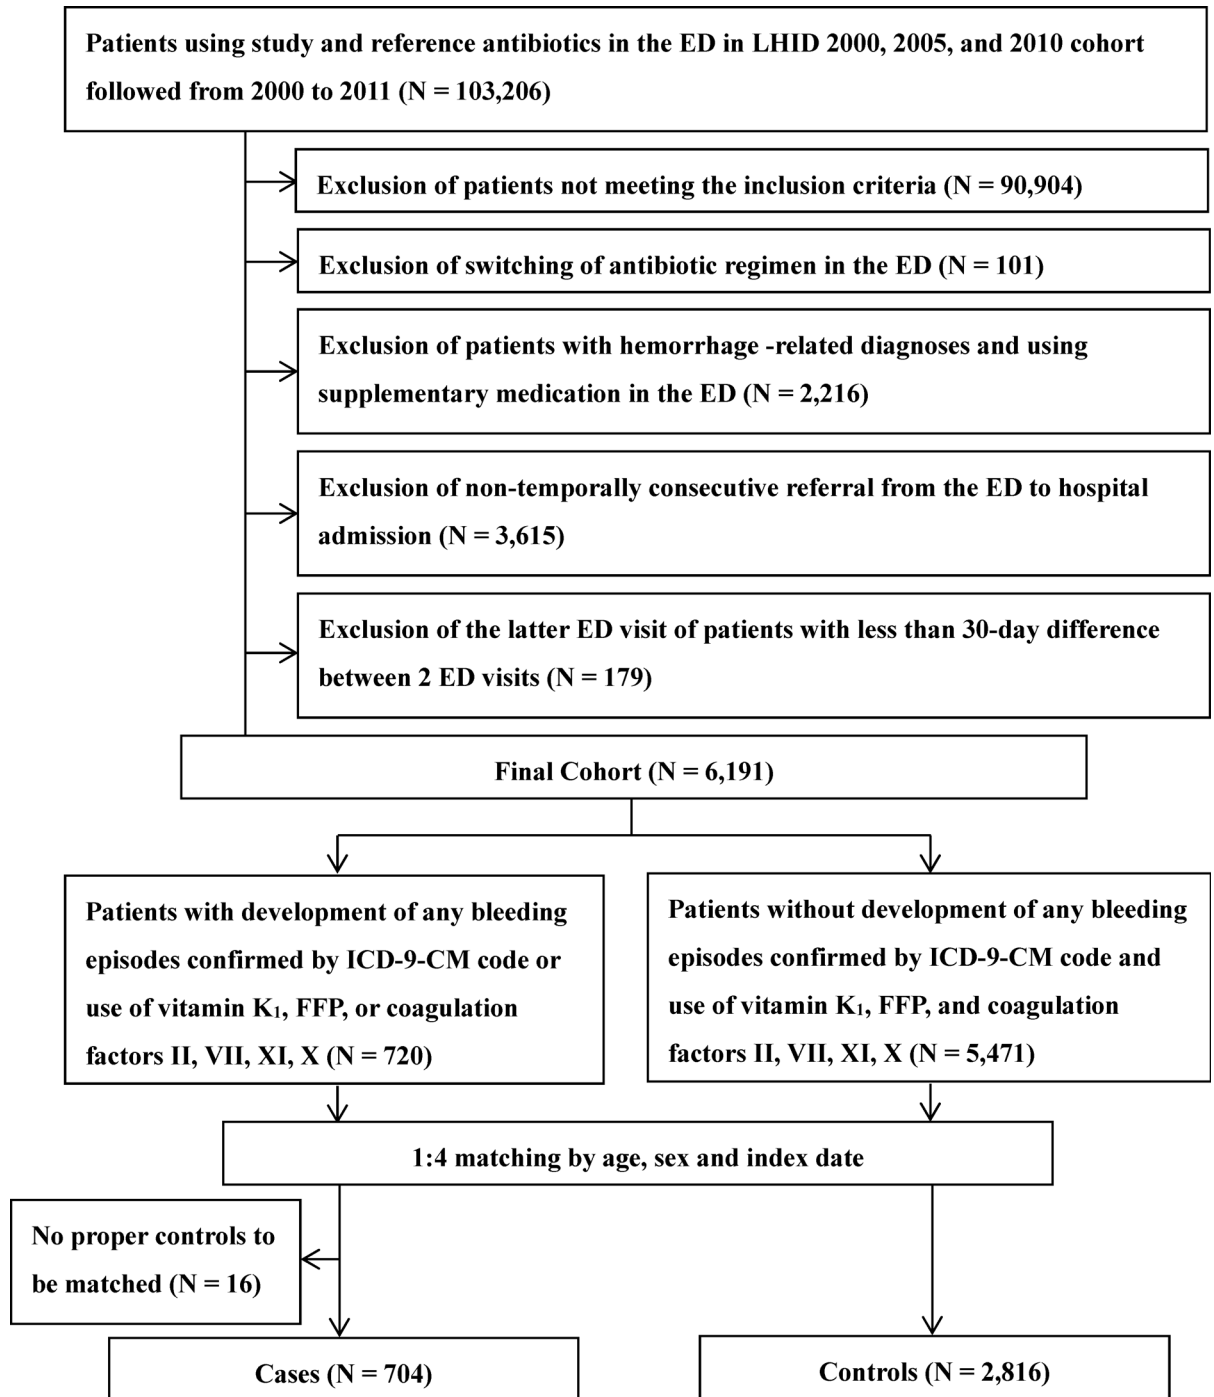 Patients using study and reference antibiotics in the ED in LHID 2000, 2005, and 2010 cohort
followed from 2000 to 2011 (N = 103,206)
Exclusion of patients not meeting the inclusion criteria (N = 90,904)
Exclusion of switching of antibiotic regimen in the ED (N = 101)
Exclusion of patients with hemorrhage -related diagnoses and using
supplementary medication in the ED (N = 2,216)
Exclusion of non-temporally consecutive referral from the ED to hospital
admission (N = 3,615)
Exclusion of the latter ED visit of patients with less than 30-day difference
between 2 ED visits (N = 179)
Final Cohort (N = 6,191)
Patients with development of any bleeding
episodes confirmed by ICD-9-CM code or
use of vitamin K₁, FFP, or coagulation
factors II, VII, XI, X (N = 720)
Patients without development of any bleeding
episodes confirmed by ICD-9-CM code and
use of vitamin K₁, FFP, and coagulation
factors II, VII, XI, X (N = 5,471)
1:4 matching by age, sex and index date
No proper controls to
be matched (N = 16)
Cases (N = 704)
Controls (N = 2,816)